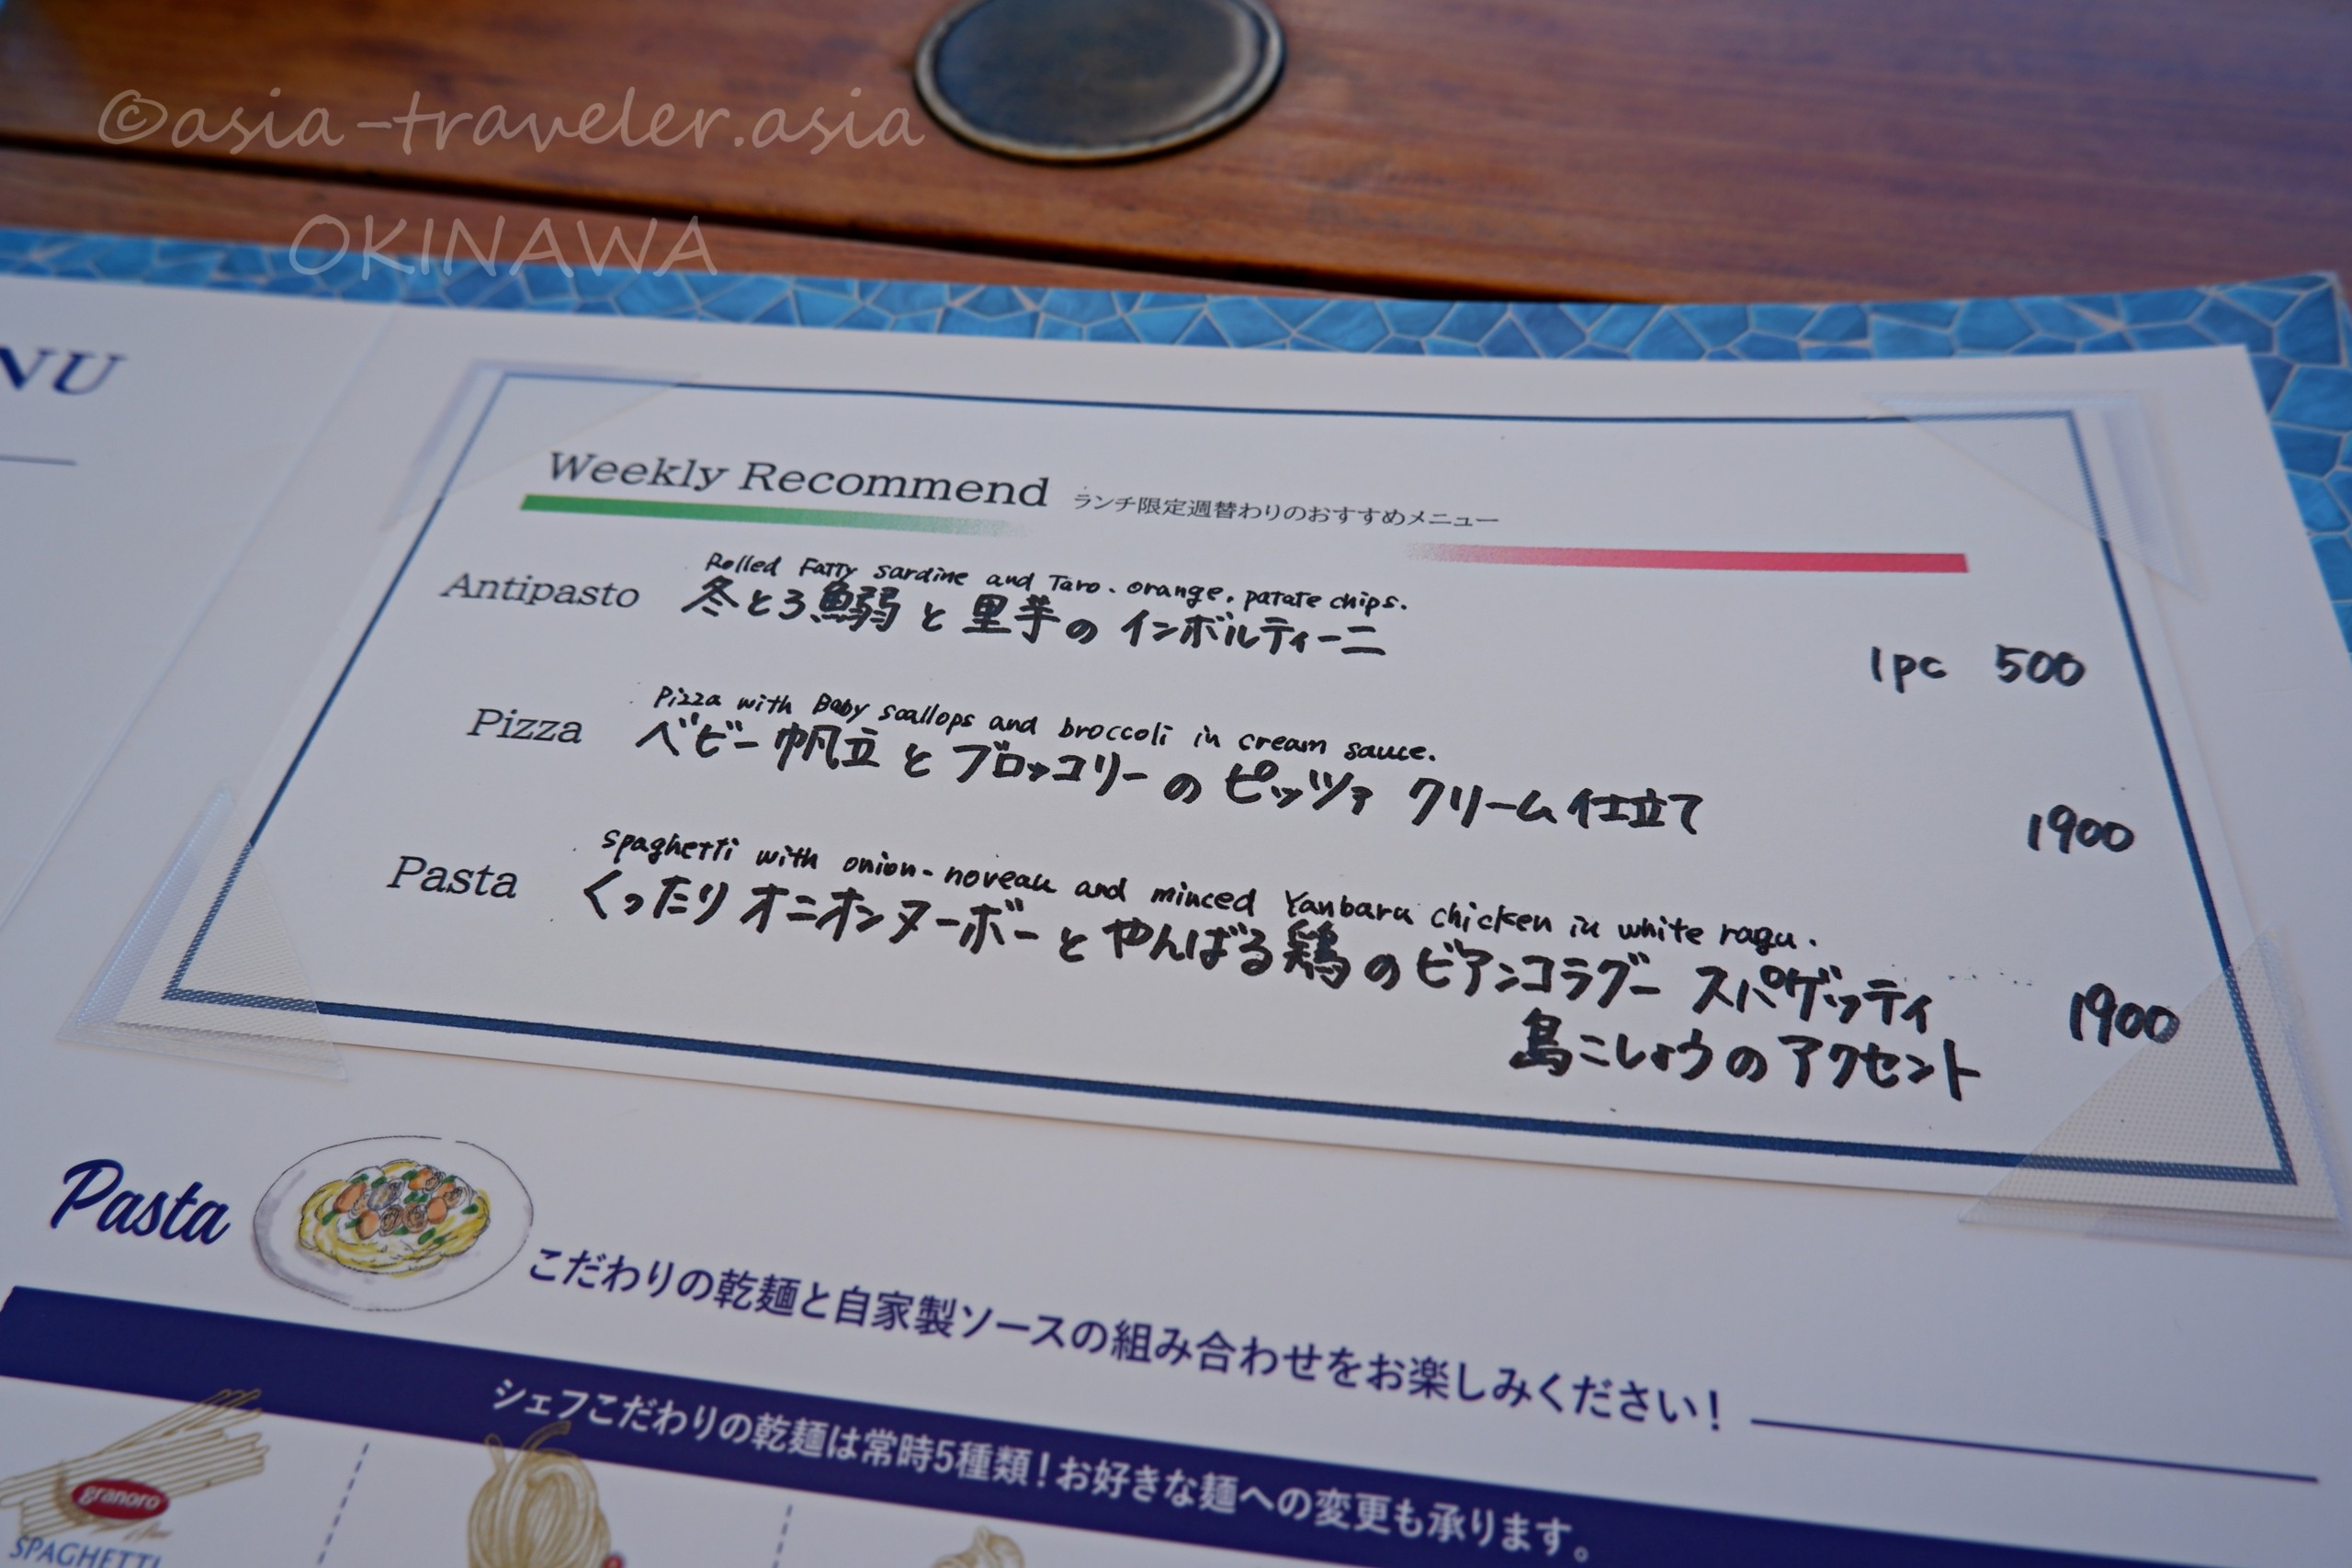 ©asia-traveler.asia
OKINAWA
NU
Weekly Recommend ランチ限定週替わりのおすすめメニュー
Rolled Fatty sardine and Taro. orange. patate chips.
Antipasto 冬とろ鰯と里芋の インボルティーニ 1pc 500
Pizza with Baby scallops and broccoli in cream sauce.
Pizza ベビー帆立とブロッコリーのピッツァ クリーム仕立て 1900
spaghetti with onion-noveau and minced Yanbaru chicken in white ragu.
Pasta くったりオニオンヌーボーとやんばる鶏のビアンコラグー スパゲッティ 1900
島こしょうのアクセント
Pasta こだわりの乾麺と自家製ソースの組み合わせをお楽しみください！
シェフこだわりの乾麺は常時5種類！お好きな麺への変更も承ります。
granoro
SPAGHETTI